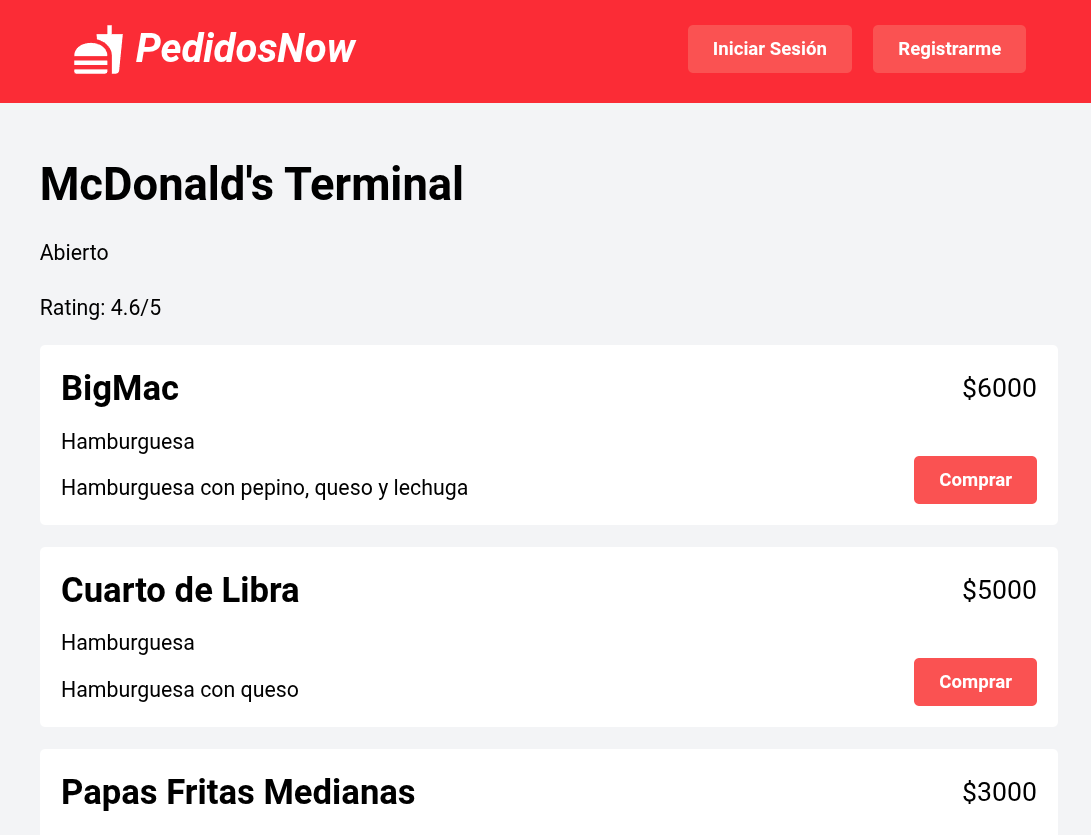 PedidosNow
Iniciar Sesión
Registrarme
McDonald's Terminal
Abierto
Rating: 4.6/5
BigMac
$6000
Hamburguesa
Hamburguesa con pepino, queso y lechuga
Comprar
Cuarto de Libra
$5000
Hamburguesa
Hamburguesa con queso
Comprar
Papas Fritas Medianas
$3000